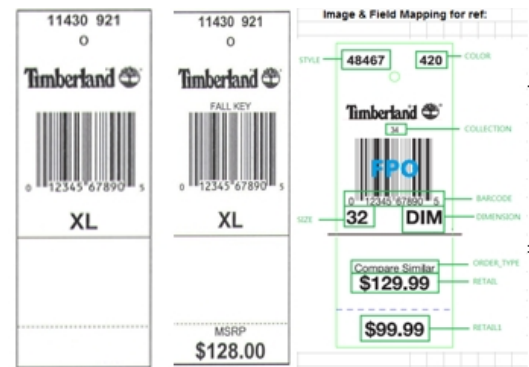 11430 921
Timberland
0 12345 67890 5
XL
11430 921
Timberland
FALL KEY
0 12345 67890 5
XL
MSRP
$128.00
Image & Field Mapping for ref:
STYLE
48467
420
COLOR
Timberland
34
COLLECTION
FPO
BARCODE
0 12345 67890 5
SIZE
32
DIM
DIMENSION
ORDER_TYPE
Compare Similar
$129.99
RETAIL
$99.99
RETAIL1